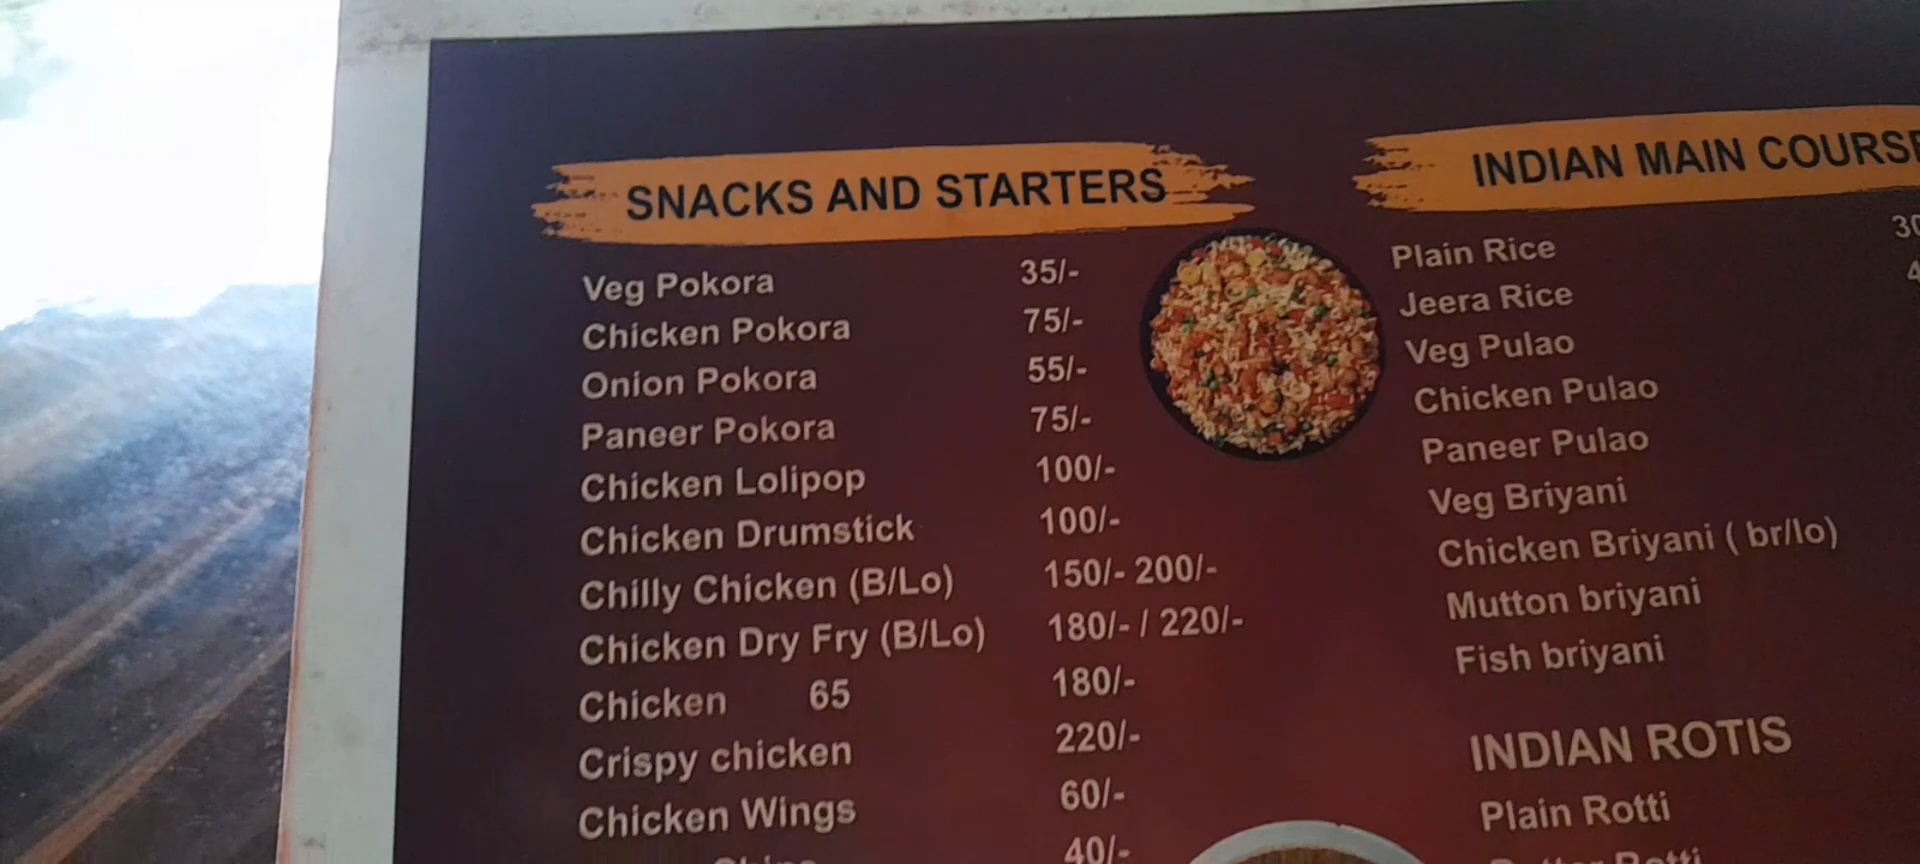 SNACKS AND STARTERS
Veg Pokora 35/-
Chicken Pokora 75/-
Onion Pokora 55/-
Paneer Pokora 75/-
Chicken Lolipop 100/-
Chicken Drumstick 100/-
Chilly Chicken (B/Lo) 150/- 200/-
Chicken Dry Fry (B/Lo) 180/- / 220/-
Chicken 65 180/-
Crispy chicken 220/-
Chicken Wings 60/-
40/-
INDIAN MAIN COURSE
Plain Rice 30
Jeera Rice 4
Veg Pulao
Chicken Pulao
Paneer Pulao
Veg Briyani
Chicken Briyani ( br/lo)
Mutton briyani
Fish briyani
INDIAN ROTIS
Plain Rotti